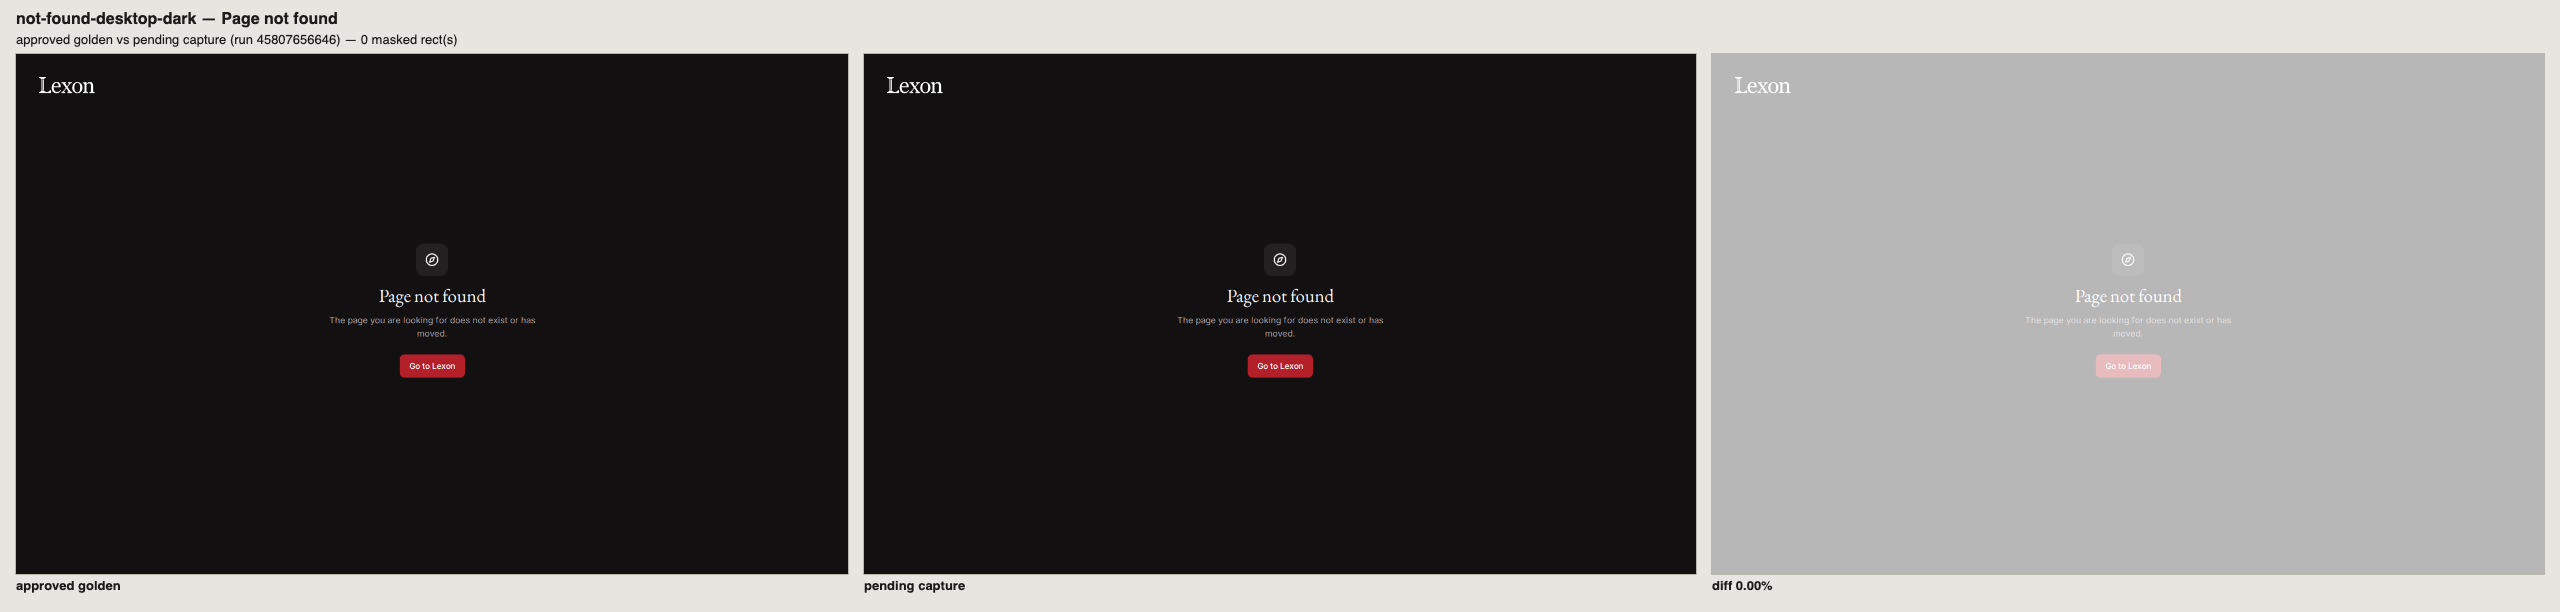 not-found-desktop-dark — Page not found
approved golden vs pending capture (run 45807656646) — 0 masked rect(s)
Lexon
Page not found
The page you are looking for does not exist or has
moved.
Go to Lexon
approved golden
Lexon
Page not found
The page you are looking for does not exist or has
moved.
Go to Lexon
pending capture
Lexon
Page not found
The page you are looking for does not exist or has
moved.
Go to Lexon
diff 0.00%